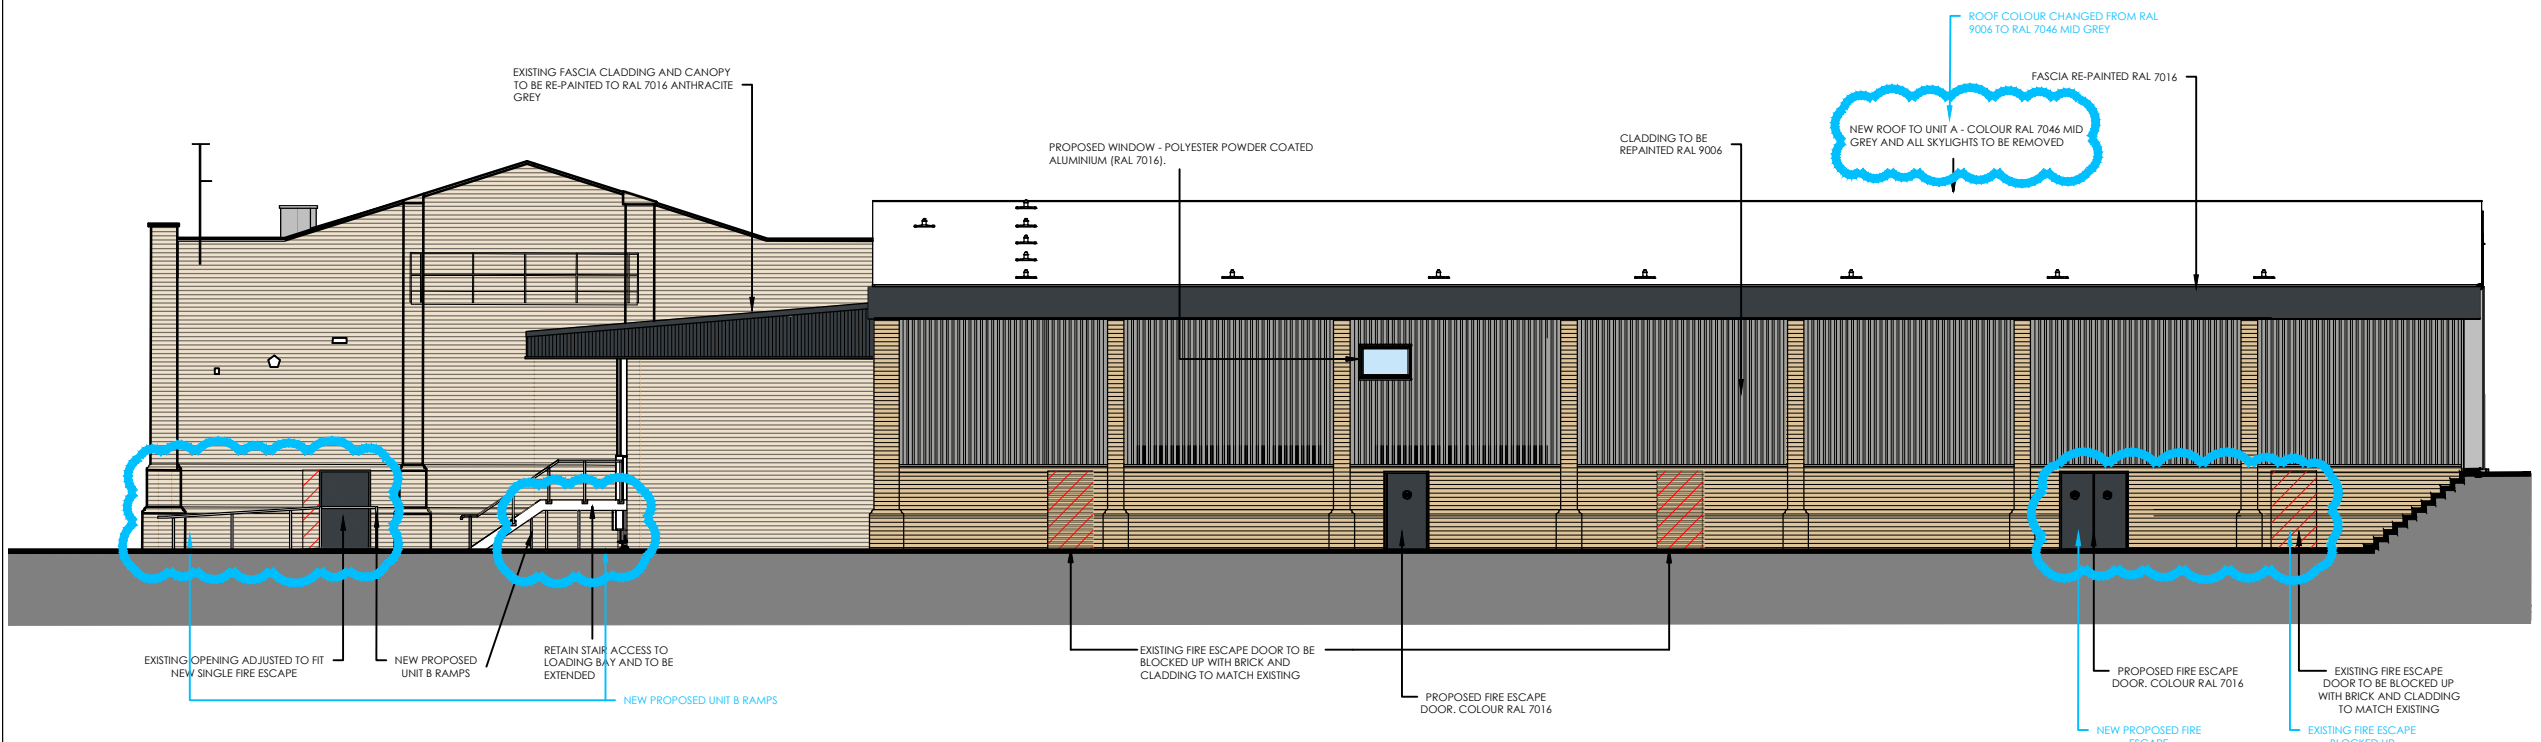 ROOF COLOUR CHANGED FROM RAL
9006 TO RAL 7046 MID GREY
EXISTING FASCIA CLADDING AND CANOPY
TO BE RE-PAINTED TO RAL 7016 ANTHRACITE
GREY
FASCIA RE-PAINTED RAL 7016
NEW ROOF TO UNIT A - COLOUR RAL 7046 MID
GREY AND ALL SKYLIGHTS TO BE REMOVED
CLADDING TO BE
REPAINTED RAL 9006
PROPOSED WINDOW - POLYESTER POWDER COATED
ALUMINIUM (RAL 7016).
EXISTING OPENING ADJUSTED TO FIT
NEW SINGLE FIRE ESCAPE
NEW PROPOSED
UNIT B RAMPS
RETAIN STAIR ACCESS TO
LOADING BAY AND TO BE
EXTENDED
NEW PROPOSED UNIT B RAMPS
EXISTING FIRE ESCAPE DOOR TO BE
BLOCKED UP WITH BRICK AND
CLADDING TO MATCH EXISTING
PROPOSED FIRE ESCAPE
DOOR. COLOUR RAL 7016
PROPOSED FIRE ESCAPE
DOOR. COLOUR RAL 7016
EXISTING FIRE ESCAPE
DOOR TO BE BLOCKED UP
WITH BRICK AND CLADDING
TO MATCH EXISTING
NEW PROPOSED FIRE
ESCAPE
EXISTING FIRE ESCAPE
BLOCKED UP